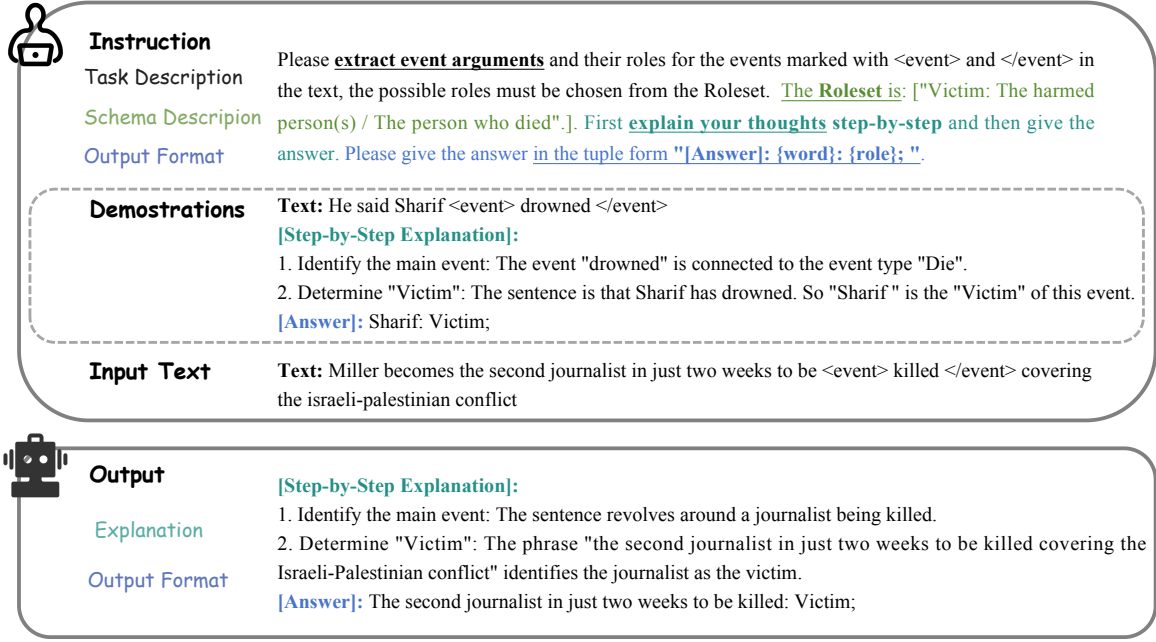 Instruction
Task Description
Schema Descripion
Output Format
Please extract event arguments and their roles for the events marked with <event> and </event> in
the text, the possible roles must be chosen from the Roleset. The Roleset is: ["Victim: The harmed
person(s) / The person who died".]. First explain your thoughts step-by-step and then give the
answer. Please give the answer in the tuple form "[Answer]: {word}: {role}; ".
Demostrations
Text: He said Sharif <event> drowned </event>
[Step-by-Step Explanation]:
1. Identify the main event: The event "drowned" is connected to the event type "Die".
2. Determine "Victim": The sentence is that Sharif has drowned. So "Sharif " is the "Victim" of this event.
[Answer]: Sharif: Victim;
Input Text
Text: Miller becomes the second journalist in just two weeks to be <event> killed </event> covering
the israeli-palestinian conflict
Output
Explanation
Output Format
[Step-by-Step Explanation]:
1. Identify the main event: The sentence revolves around a journalist being killed.
2. Determine "Victim": The phrase "the second journalist in just two weeks to be killed covering the
Israeli-Palestinian conflict" identifies the journalist as the victim.
[Answer]: The second journalist in just two weeks to be killed: Victim;